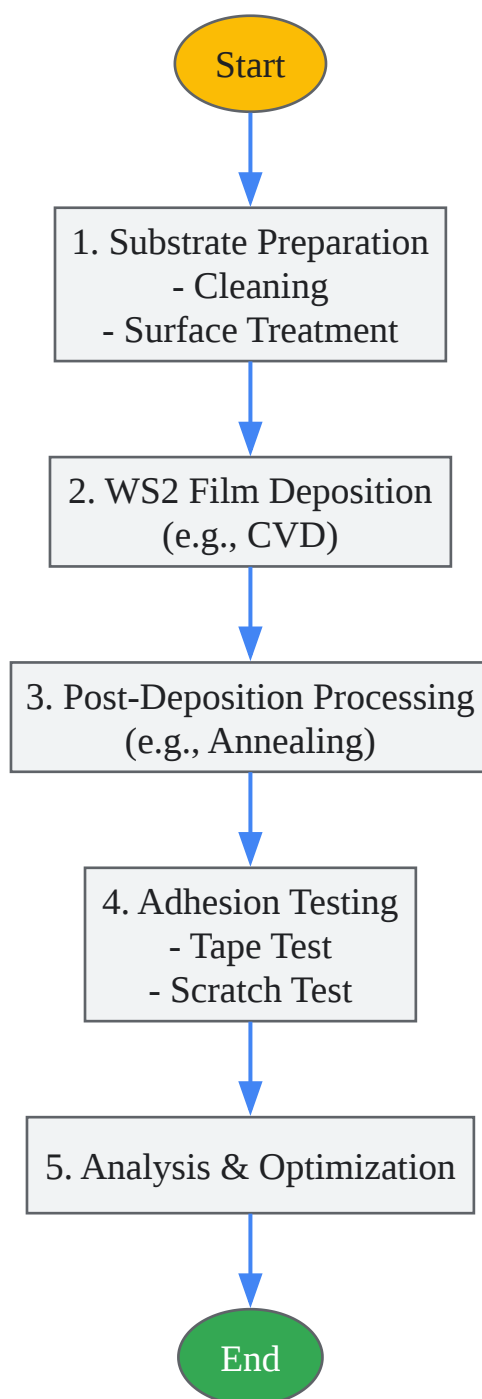 Start
1. Substrate Preparation
- Cleaning
- Surface Treatment
2. WS2 Film Deposition
(e.g., CVD)
3. Post-Deposition Processing
(e.g., Annealing)
4. Adhesion Testing
- Tape Test
- Scratch Test
5. Analysis & Optimization
End